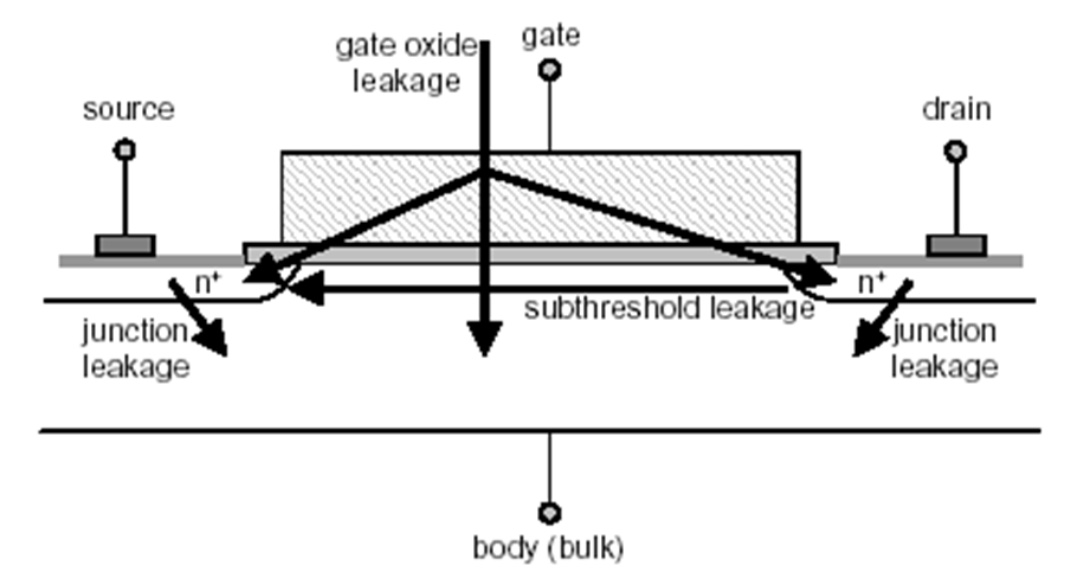 gate oxide
leakage
gate
source
drain
n⁺
n⁺
subthreshold leakage
junction
leakage
junction
leakage
body (bulk)